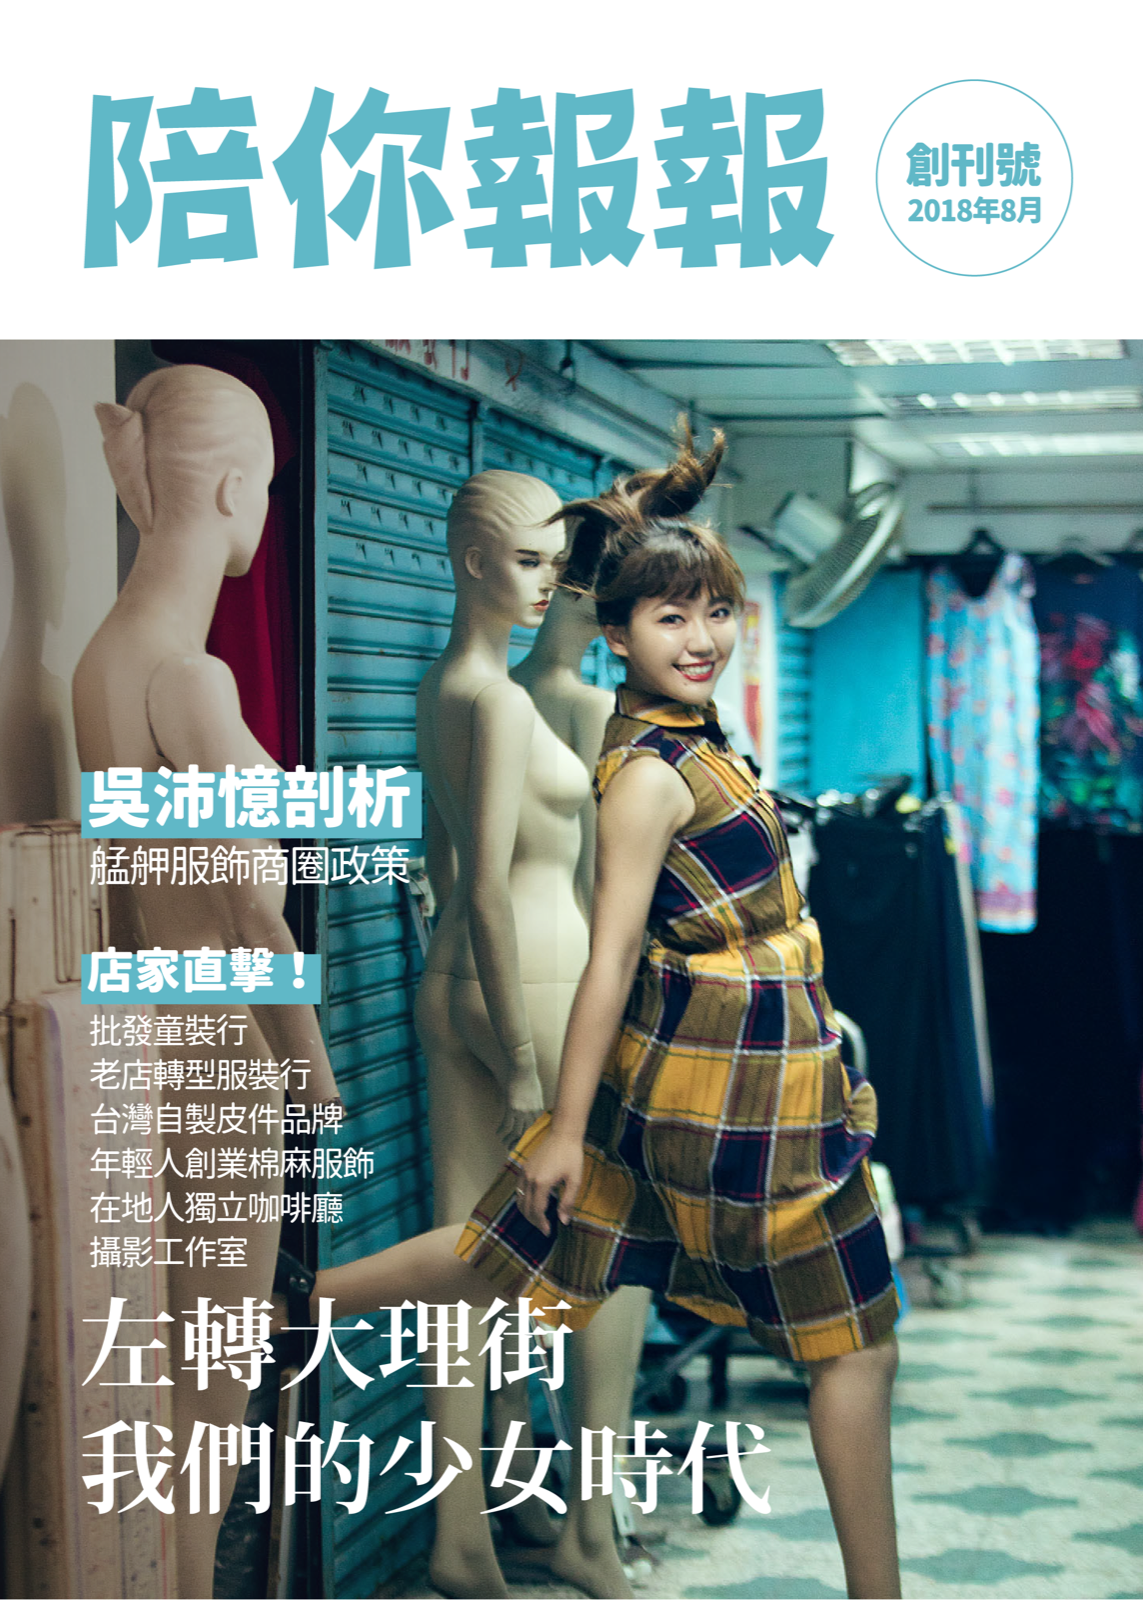 陪你報報
創刊號
2018年8月
吳沛憶剖析
艋舺服飾商圈政策
店家直擊！
批發童裝行
老店轉型服裝行
台灣自製皮件品牌
年輕人創業棉麻服飾
在地人獨立咖啡廳
攝影工作室
左轉大理街
我們的少女時代